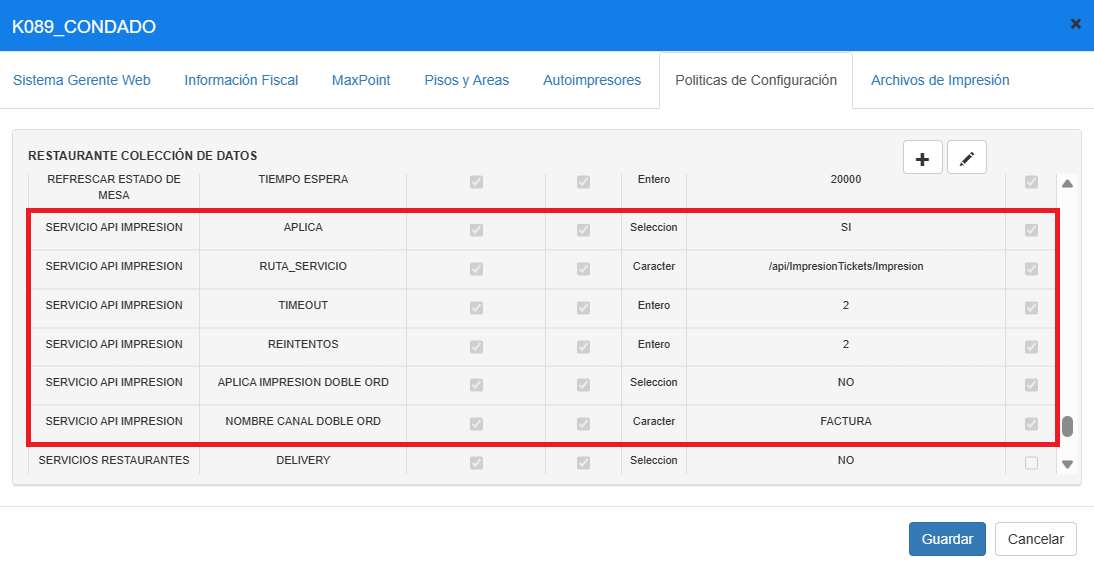 K089_CONDADO
Sistema Gerente Web Información Fiscal MaxPoint Pisos y Areas Autoimpresores Politicas de Configuración Archivos de Impresión
RESTAURANTE COLECCIÓN DE DATOS
REFRESCAR ESTADO DE MESA TIEMPO ESPERA Entero 20000
SERVICIO API IMPRESION APLICA Seleccion SI
SERVICIO API IMPRESION RUTA_SERVICIO Caracter /api/ImpresionTickets/Impresion
SERVICIO API IMPRESION TIMEOUT Entero 2
SERVICIO API IMPRESION REINTENTOS Entero 2
SERVICIO API IMPRESION APLICA IMPRESION DOBLE ORD Seleccion NO
SERVICIO API IMPRESION NOMBRE CANAL DOBLE ORD Caracter FACTURA
SERVICIOS RESTAURANTES DELIVERY Seleccion NO
Guardar Cancelar